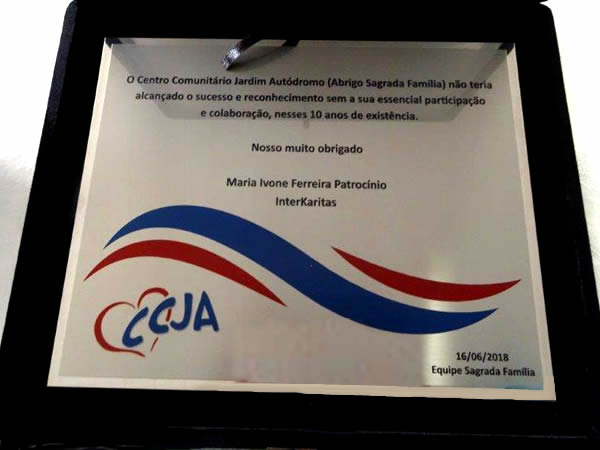 O Centro Comunitário Jardim Autódromo (Abrigo Sagrada Família) não teria
alcançado o sucesso e reconhecimento sem a sua essencial participação
e colaboração, nesses 10 anos de existência.
Nosso muito obrigado
Maria Ivone Ferreira Patrocínio
InterKaritas
CCJA
16/06/2018
Equipe Sagrada Família